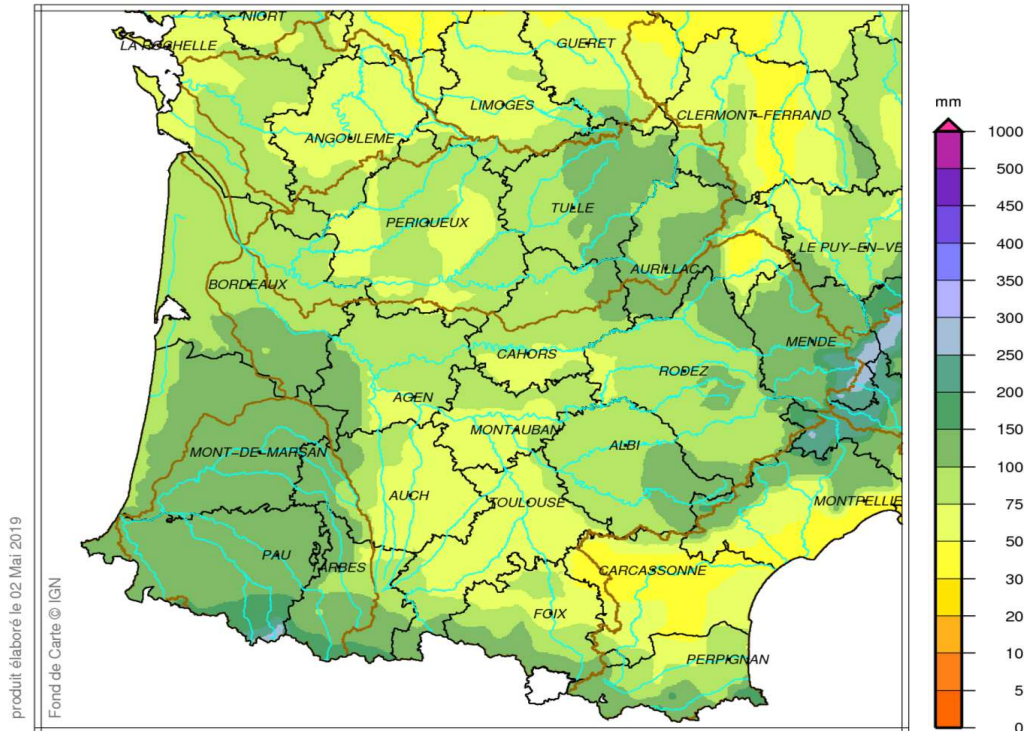 NIORT
LA ROCHELLE
GUERET
LIMOGES
CLERMONT-FERRAND
ANGOULEME
PERIGUEUX
TULLE
LE PUY-EN-VE
AURILLAC
BORDEAUX
MENDE
CAHORS
RODEZ
AGEN
MONTAUBAN
ALBI
MONT-DE-MARSAN
AUCH
TOULOUSE
MONTPELLIE
PAU
TARBES
CARCASSONNE
FOIX
PERPIGNAN
mm
1000
500
450
400
350
300
250
200
150
100
75
50
30
20
10
5
0
produit élaboré le 02 Mai 2019
Fond de Carte © IGN